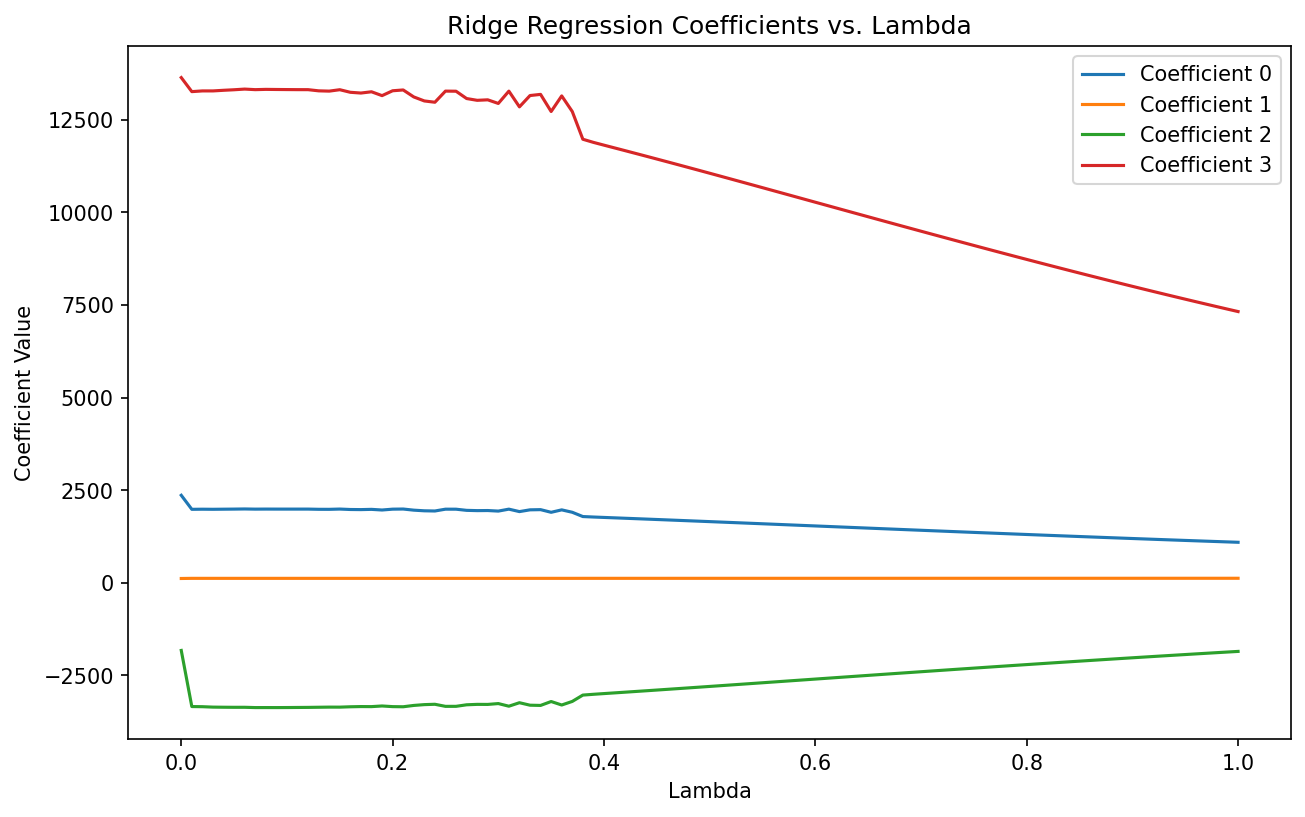 Ridge Regression Coefficients vs. Lambda
Coefficient 0
Coefficient 1
Coefficient 2
Coefficient 3
Coefficient Value
12500
10000
7500
5000
2500
0
−2500
0.0 0.2 0.4 0.6 0.8 1.0
Lambda